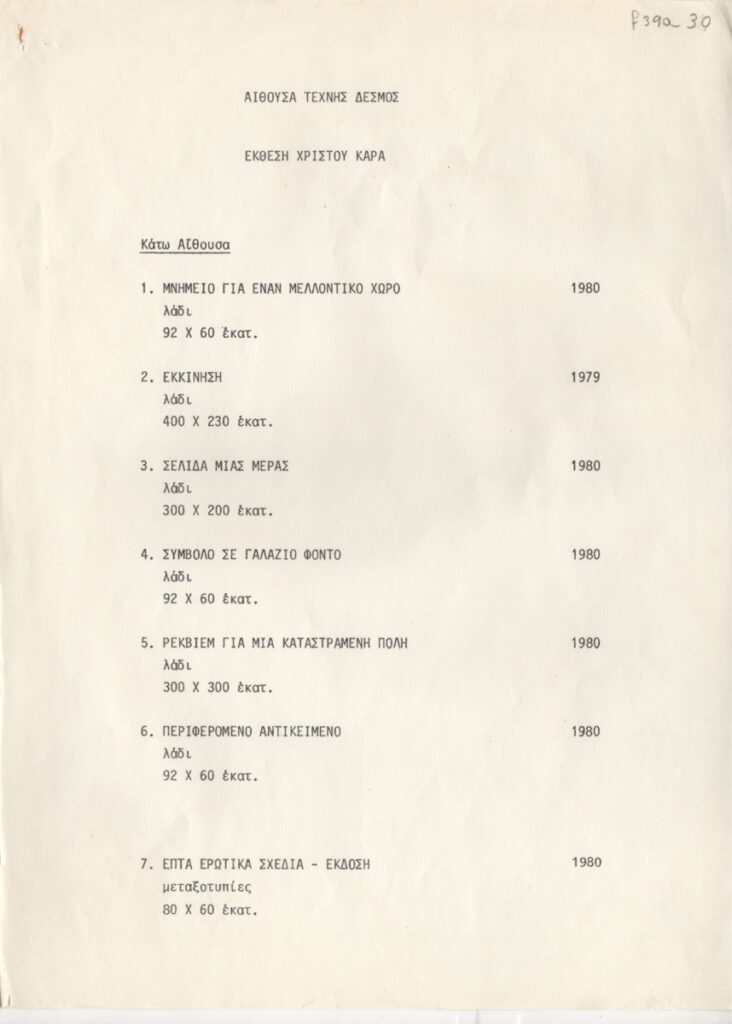 f39a_30
ΑΙΘΟΥΣΑ ΤΕΧΝΗΣ ΔΕΣΜΟΣ
ΕΚΘΕΣΗ ΧΡΙΣΤΟΥ ΚΑΡΑ
Κάτω Αἴθουσα
1. ΜΝΗΜΕΙΟ ΓΙΑ ΕΝΑΝ ΜΕΛΛΟΝΤΙΚΟ ΧΩΡΟ 1980
λάδι
92 Χ 60 ἑκατ.
2. ΕΚΚΙΝΗΣΗ 1979
λάδι
400 Χ 230 ἑκατ.
3. ΣΕΛΙΔΑ ΜΙΑΣ ΜΕΡΑΣ 1980
λάδι
300 Χ 200 ἑκατ.
4. ΣΥΜΒΟΛΟ ΣΕ ΓΑΛΑΖΙΟ ΦΟΝΤΟ 1980
λάδι
92 Χ 60 ἑκατ.
5. ΡΕΚΒΙΕΜ ΓΙΑ ΜΙΑ ΚΑΤΑΣΤΡΑΜΕΝΗ ΠΟΛΗ 1980
λάδι
300 Χ 300 ἑκατ.
6. ΠΕΡΙΦΕΡΟΜΕΝΟ ΑΝΤΙΚΕΙΜΕΝΟ 1980
λάδι
92 Χ 60 ἑκατ.
7. ΕΠΤΑ ΕΡΩΤΙΚΑ ΣΧΕΔΙΑ - ΕΚΔΟΣΗ 1980
μεταξοτυπίες
80 Χ 60 ἑκατ.